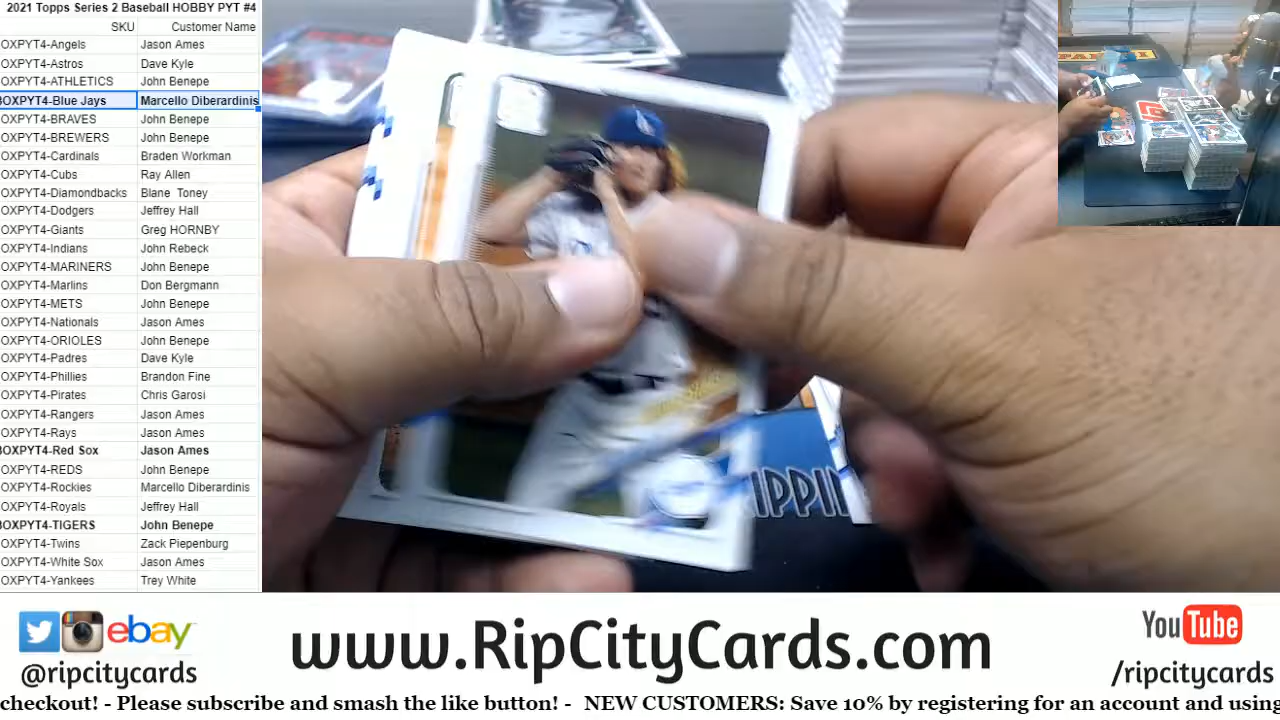 2021 Topps Series 2 Baseball HOBBY PYT #4
SKU Customer Name
OXPYT4-Angels Jason Ames
OXPYT4-Astros Dave Kyle
OXPYT4-ATHLETICS John Benepe
OXPYT4-Blue Jays Marcello Diberardinis
OXPYT4-BRAVES John Benepe
OXPYT4-BREWERS John Benepe
OXPYT4-Cardinals Braden Workman
OXPYT4-Cubs Ray Allen
OXPYT4-Diamondbacks Blane Toney
OXPYT4-Dodgers Jeffrey Hall
OXPYT4-Giants Greg HORNBY
OXPYT4-Indians John Rebeck
OXPYT4-MARINERS John Benepe
OXPYT4-Marlins Don Bergmann
OXPYT4-METS John Benepe
OXPYT4-Nationals Jason Ames
OXPYT4-ORIOLES John Benepe
OXPYT4-Padres Dave Kyle
OXPYT4-Phillies Brandon Fine
OXPYT4-Pirates Chris Garosi
OXPYT4-Rangers Jason Ames
OXPYT4-Rays Jason Ames
OXPYT4-Red Sox Jason Ames
OXPYT4-REDS John Benepe
OXPYT4-Rockies Marcello Diberardinis
OXPYT4-Royals Jeffrey Hall
OXPYT4-TIGERS John Benepe
OXPYT4-Twins Zack Piepenburg
OXPYT4-White Sox Jason Ames
OXPYT4-Yankees Trey White
IPPIN
ebay
@ripcitycards
www.RipCityCards.com
YouTube
/ripcitycards
checkout! - Please subscribe and smash the like button! - NEW CUSTOMERS: Save 10% by registering for an account and using